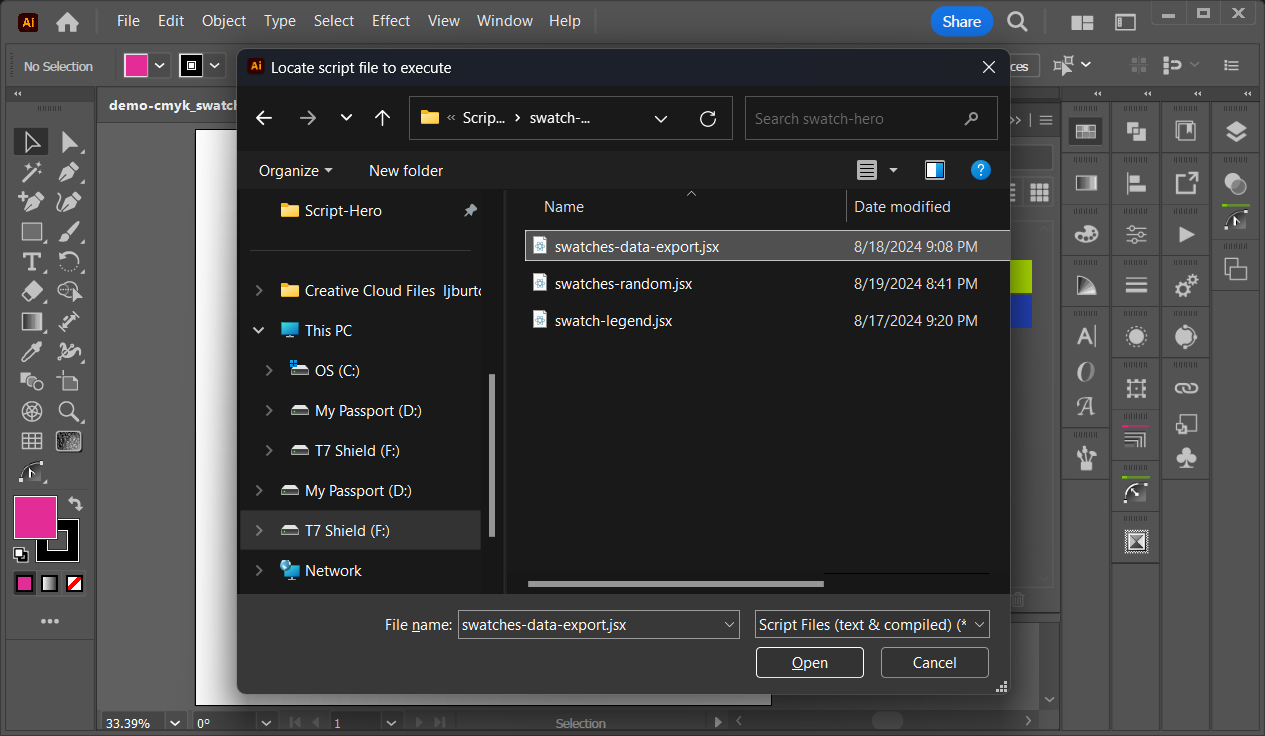 Ai File Edit Object Type Select Effect View Window Help Share
No Selection
Ai Locate script file to execute
ces
demo-cmyk_swatch
« Scrip... › swatch-...
Search swatch-hero
Organize New folder
Script-Hero
Name Date modified
swatches-data-export.jsx 8/18/2024 9:08 PM
swatches-random.jsx 8/19/2024 8:41 PM
swatch-legend.jsx 8/17/2024 9:20 PM
Creative Cloud Files ljburto
This PC
OS (C:)
My Passport (D:)
T7 Shield (F:)
My Passport (D:)
T7 Shield (F:)
Network
File name: swatches-data-export.jsx Script Files (text & compiled) (*
Open Cancel
33.39% 0° 1 Selection